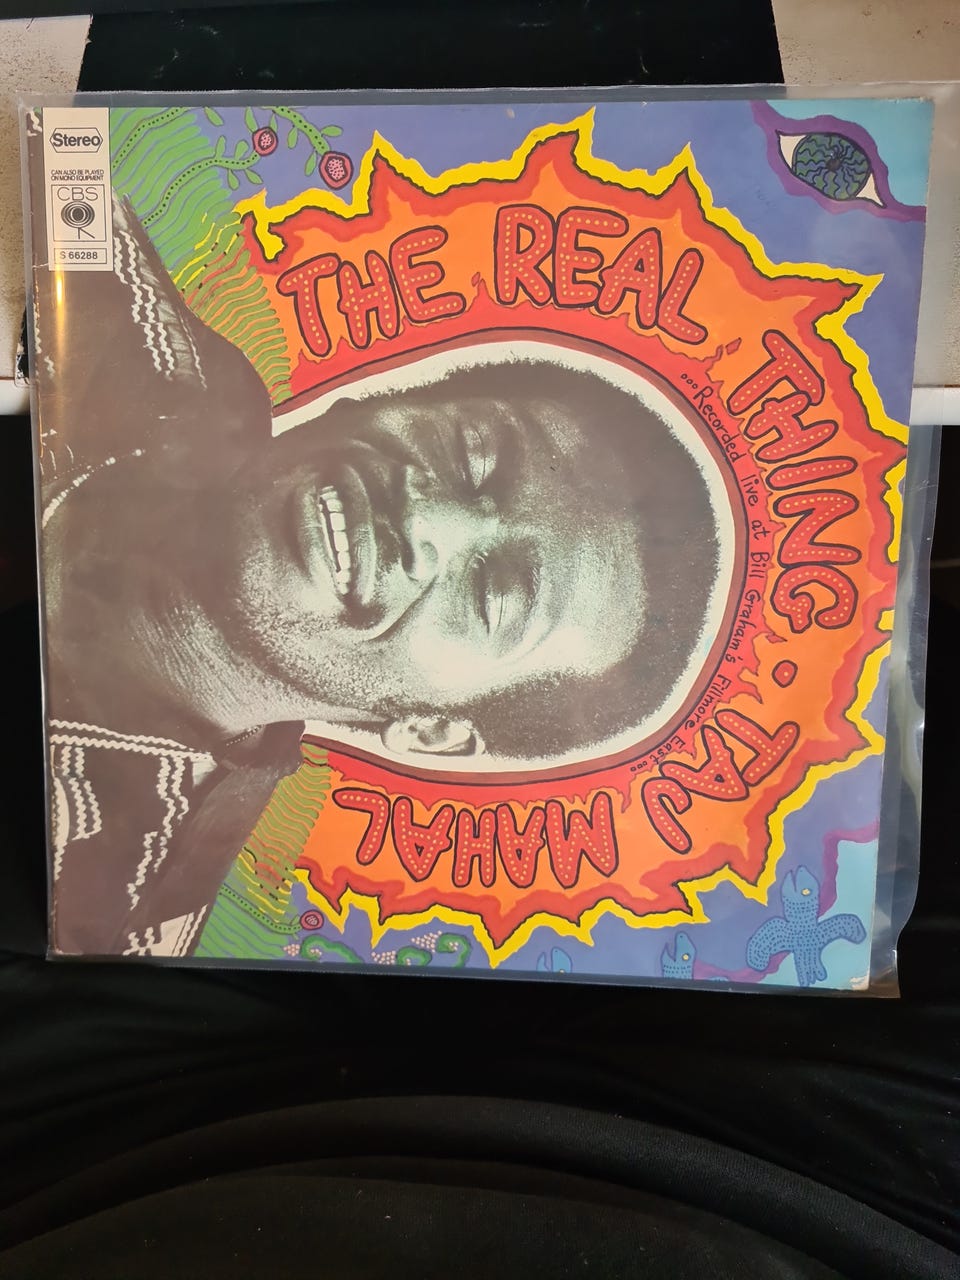 Stereo
CAN ALSO BE PLAYED
ON MONO EQUIPMENT
CBS
S 66288
THE REAL THING • TAJ MAHAL
...Recorded live at Bill Graham's Fillmore East...